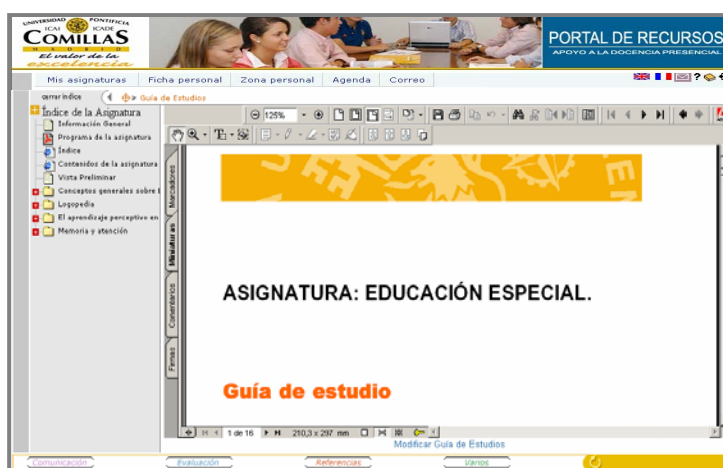 UNIVERSIDAD PONTIFICIA
ICAI ICADE
COMILLAS
MADRID
El valor de la
excelencia
PORTAL DE RECURSOS
APOYO A LA DOCENCIA PRESENCIAL
Mis asignaturas Ficha personal Zona personal Agenda Correo
cerrar índice Guía de Estudios
Índice de la Asignatura
Información General
Programa de la asignatura
Índice
Contenidos de la asignatura
Vista Preliminar
Conceptos generales sobre
Logopedia
El aprendizaje perceptivo en
Memoria y atención
125%
Marcadores
Miniaturas
Comentarios
Firmas
ASIGNATURA: EDUCACIÓN ESPECIAL.
Guía de estudio
1 de 16 210,3 x 297 mm
Modificar Guía de Estudios
Comunicación Evaluación Referencias Varios